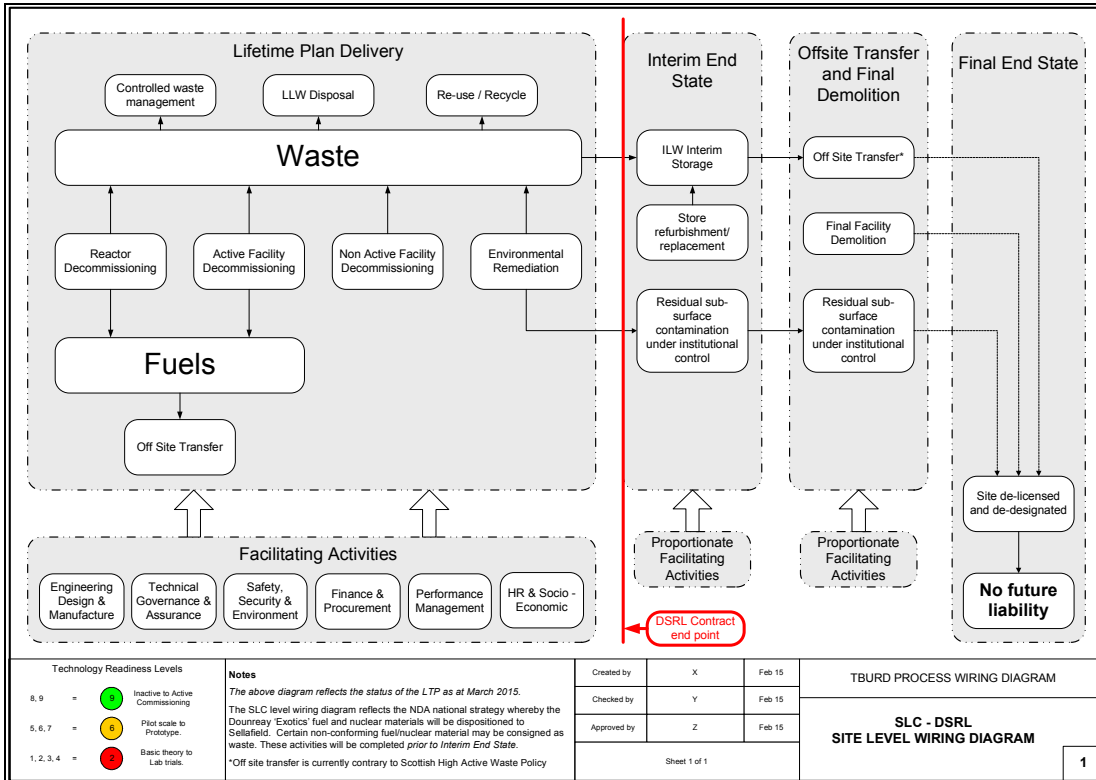 Lifetime Plan Delivery
Controlled waste
management
LLW Disposal
Re-use / Recycle
Waste
Reactor
Decommissioning
Active Facility
Decommissioning
Non Active Facility
Decommissioning
Environmental
Remediation
Fuels
Off Site Transfer
Interim End
State
ILW Interim
Storage
Store
refurbishment/
replacement
Residual sub-
surface
contamination
under institutional
control
Offsite Transfer
and Final
Demolition
Off Site Transfer*
Final Facility
Demolition
Residual sub-
surface
contamination
under institutional
control
Final End State
Site de-licensed
and de-designated
No future
liability
Facilitating Activities
Engineering
Design &
Manufacture
Technical
Governance &
Assurance
Safety,
Security &
Environment
Finance &
Procurement
Performance
Management
HR & Socio -
Economic
Proportionate
Facilitating
Activities
Proportionate
Facilitating
Activities
DSRL Contract
end point
Technology Readiness Levels
8, 9 = 9 Inactive to Active
Commissioning
5, 6, 7 = 6 Pilot scale to
Prototype.
1, 2, 3, 4 = 2 Basic theory to
Lab trials.
Notes
The above diagram reflects the status of the LTP as at March 2015.
The SLC wiring diagram reflects the NDA national strategy whereby the
Dounreay 'Exotics' fuel and nuclear materials will be dispositioned to
Sellafield. Certain non-conforming fuel/nuclear material may be consigned as
waste. These activities will be completed prior to Interim End State.
*Off site transfer is currently contrary to Scottish High Active Waste Policy
Created by X Feb 15
Checked by Y Feb 15
Approved by Z Feb 15
Sheet 1 of 1
TBURD PROCESS WIRING DIAGRAM
SLC - DSRL
SITE LEVEL WIRING DIAGRAM
1